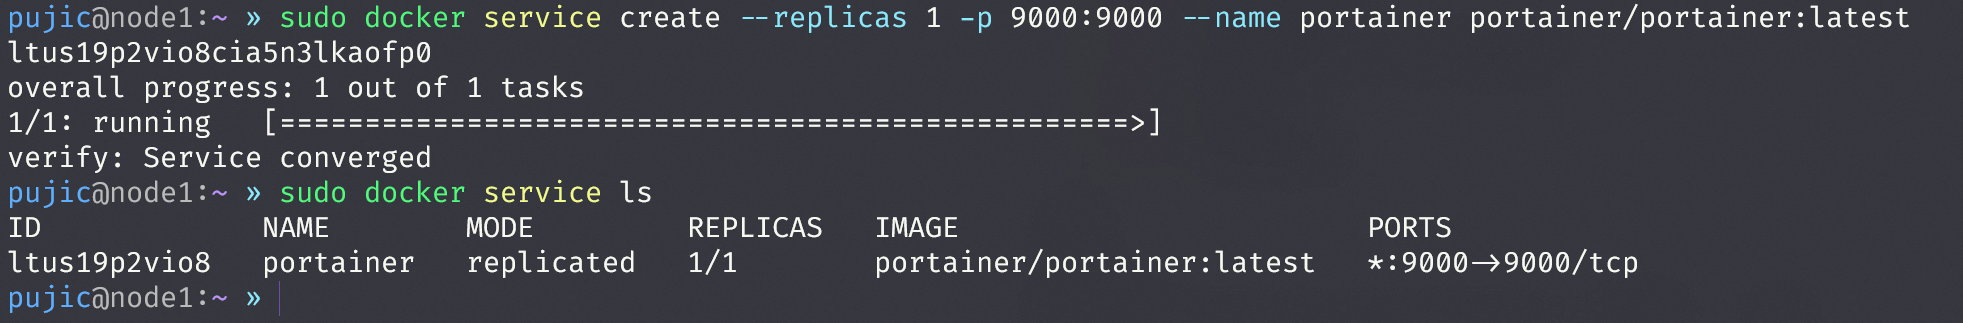 pujic@node1:~ » sudo docker service create --replicas 1 -p 9000:9000 --name portainer portainer/portainer:latest
ltus19p2vio8cia5n3lkaofp0
overall progress: 1 out of 1 tasks
1/1: running   [==================================================>]
verify: Service converged
pujic@node1:~ » sudo docker service ls
ID             NAME        MODE         REPLICAS   IMAGE                        PORTS
ltus19p2vio8   portainer   replicated   1/1        portainer/portainer:latest   *:9000->9000/tcp
pujic@node1:~ »